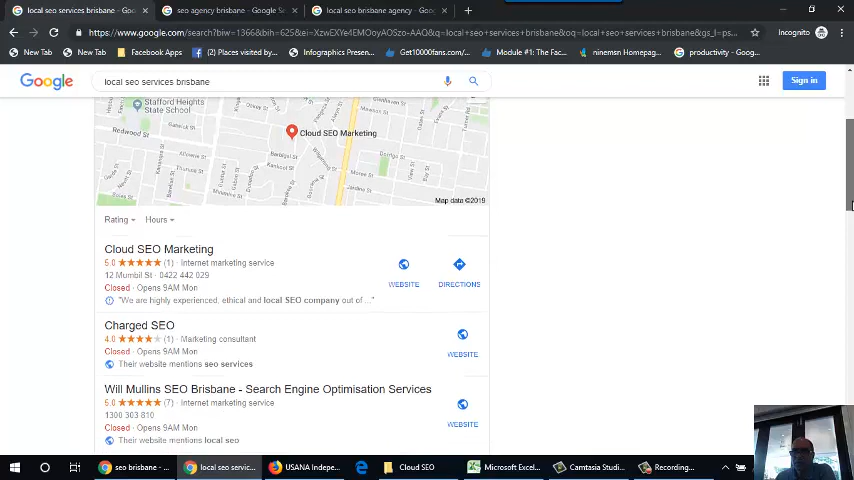 local seo services brisbane - Goo
seo agency brisbane - Google Se
local seo brisbane agency - Goo
https://www.google.com/search?biw=1366&bih=625&ei=XzwEXYe4EMOoyAOSzo-AAQ&q=local+seo+services+brisbane&oq=local+seo+services+brisbane&gs_l=ps...
Incognito
New Tab
New Tab
Facebook Apps
(2) Places visited by...
Infographics Presen...
Get10000fans.com/...
Module #1: The Fac...
ninemsn Homepag...
productivity - Goog...
Google
local seo services brisbane
Sign in
Stafford Heights
State School
Redwood St
Cloud SEO Marketing
Map data ©2019
Rating
Hours
Cloud SEO Marketing
5.0 (1) · Internet marketing service
12 Mumbil St · 0422 442 029
Closed · Opens 9AM Mon
"We are highly experienced, ethical and local SEO company out of ..."
WEBSITE
DIRECTIONS
Charged SEO
4.0 (1) · Marketing consultant
Closed · Opens 9AM Mon
Their website mentions seo services
WEBSITE
Will Mullins SEO Brisbane - Search Engine Optimisation Services
5.0 (7) · Internet marketing service
1300 303 810
Closed · Opens 9AM Mon
Their website mentions local seo
WEBSITE
seo brisbane - ...
local seo servic...
USANA Indepe...
Cloud SEO
Microsoft Excel...
Camtasia Studi...
Recording...